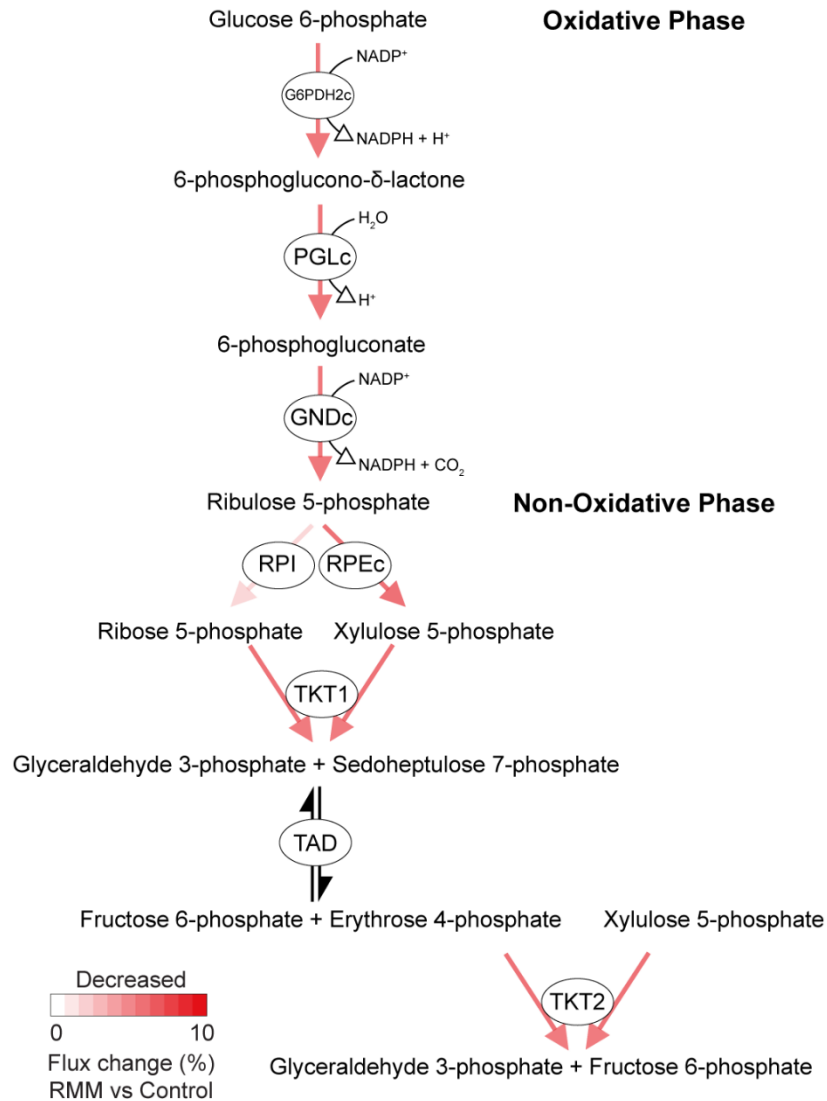 Glucose 6-phosphate
Oxidative Phase
NADP⁺
G6PDH2c
NADPH + H⁺
6-phosphoglucono-δ-lactone
H₂O
PGLc
H⁺
6-phosphogluconate
NADP⁺
GNDc
NADPH + CO₂
Ribulose 5-phosphate
Non-Oxidative Phase
RPI
RPEc
Ribose 5-phosphate
Xylulose 5-phosphate
TKT1
Glyceraldehyde 3-phosphate + Sedoheptulose 7-phosphate
TAD
Fructose 6-phosphate + Erythrose 4-phosphate
Xylulose 5-phosphate
TKT2
Glyceraldehyde 3-phosphate + Fructose 6-phosphate
Decreased
0 10
Flux change (%)
RMM vs Control